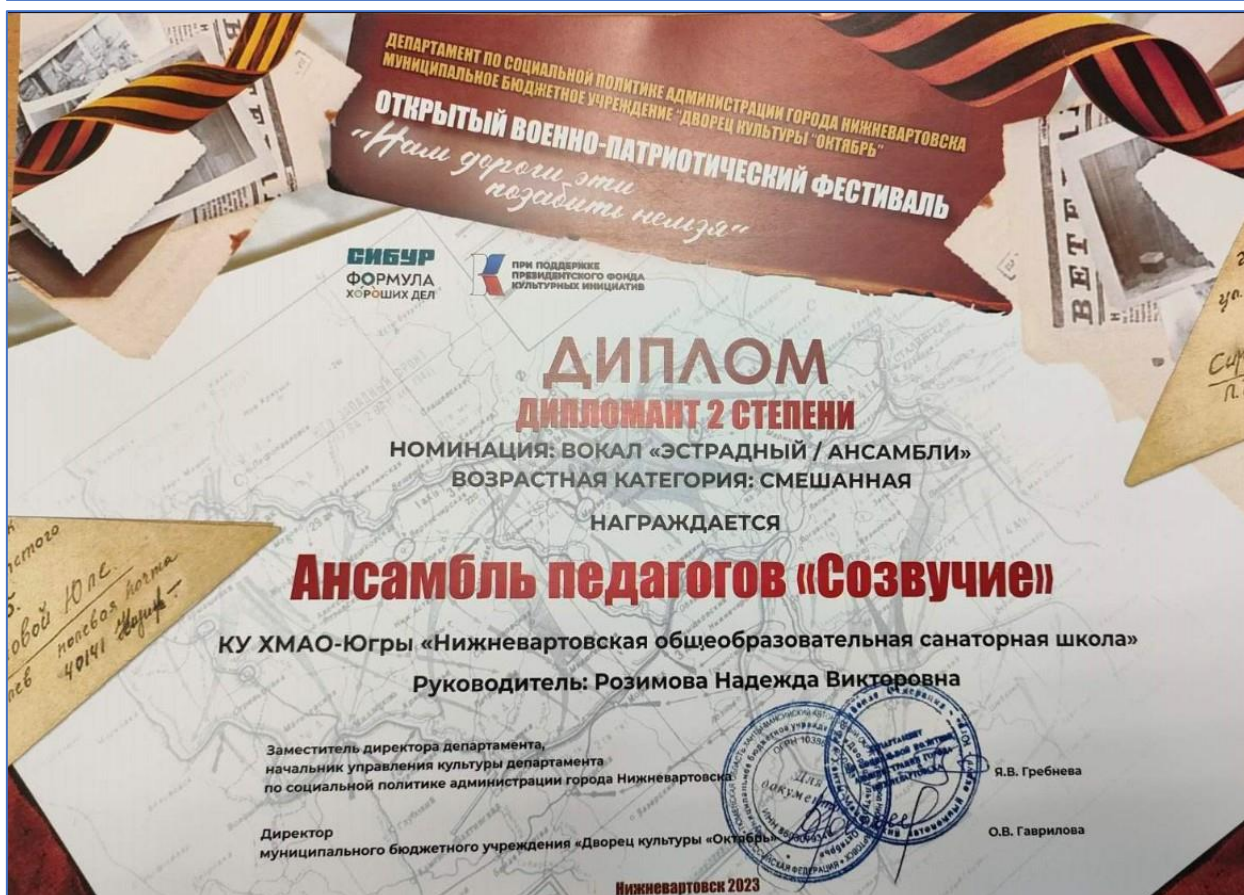 ДЕПАРТАМЕНТ ПО СОЦИАЛЬНОЙ ПОЛИТИКЕ АДМИНИСТРАЦИИ ГОРОДА НИЖНЕВАРТОВСКА
МУНИЦИПАЛЬНОЕ БЮДЖЕТНОЕ УЧРЕЖДЕНИЕ "ДВОРЕЦ КУЛЬТУРЫ "ОКТЯБРЬ"
ОТКРЫТЫЙ ВОЕННО-ПАТРИОТИЧЕСКИЙ ФЕСТИВАЛЬ
"Нам дороги эти
позабыть нельзя"
СИБУР
ФОРМУЛА
ХОРОШИХ ДЕЛ
ПРИ ПОДДЕРЖКЕ
ПРЕЗИДЕНТСКОГО ФОНДА
КУЛЬТУРНЫХ ИНИЦИАТИВ
ДИПЛОМ
ДИПЛОМАНТ 2 СТЕПЕНИ
НОМИНАЦИЯ: ВОКАЛ «ЭСТРАДНЫЙ / АНСАМБЛИ»
ВОЗРАСТНАЯ КАТЕГОРИЯ: СМЕШАННАЯ
НАГРАЖДАЕТСЯ
Ансамбль педагогов «Созвучие»
КУ ХМАО-Югры «Нижневартовская общеобразовательная санаторная школа»
Руководитель: Розимова Надежда Викторовна
Заместитель директора департамента,
начальник управления культуры департамента
по социальной политике администрации города Нижневартовска
Я.В. Гребнева
Директор
муниципального бюджетного учреждения «Дворец культуры «Октябрь»
О.В. Гаврилова
Нижневартовск 2023
полевая почта
40141
Для
документов